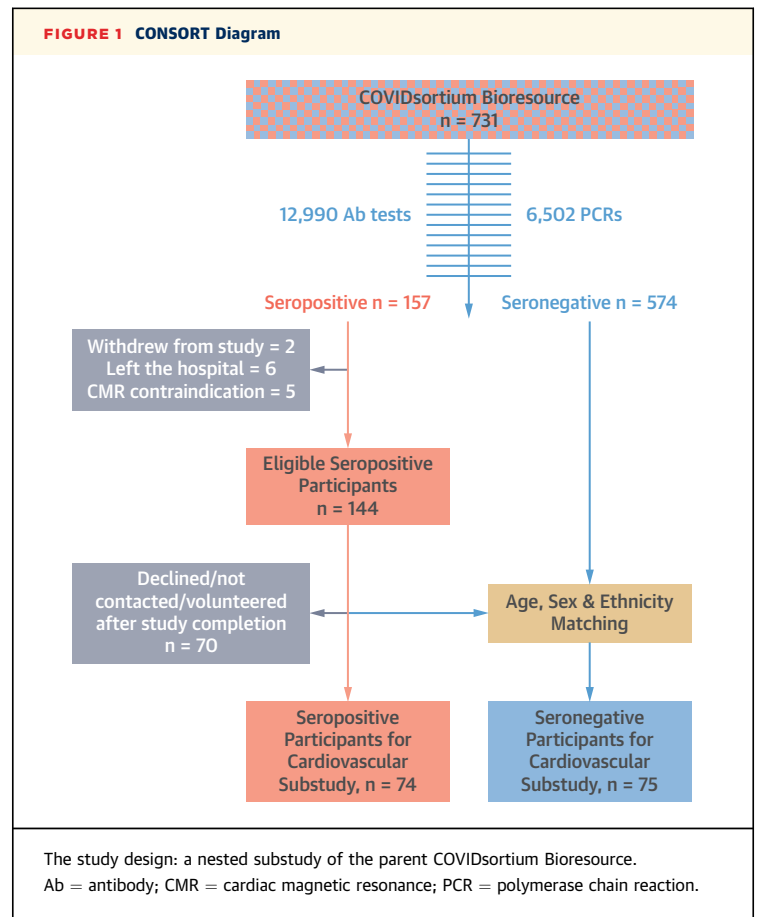 FIGURE 1 CONSORT Diagram
COVIDsortium Bioresource
n = 731
12,990 Ab tests
6,502 PCRs
Seropositive n = 157
Seronegative n = 574
Withdrew from study = 2
Left the hospital = 6
CMR contraindication = 5
Eligible Seropositive
Participants
n = 144
Declined/not
contacted/volunteered
after study completion
n = 70
Age, Sex & Ethnicity
Matching
Seropositive
Participants for
Cardiovascular
Substudy, n = 74
Seronegative
Participants for
Cardiovascular
Substudy, n = 75
The study design: a nested substudy of the parent COVIDsortium Bioresource.
Ab = antibody; CMR = cardiac magnetic resonance; PCR = polymerase chain reaction.